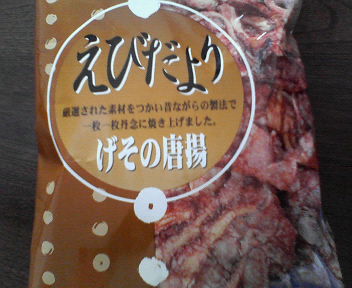 えびだより
厳選された素材をつかい昔ながらの製法で
一枚一枚丹念に焼き上げました。
げその唐揚